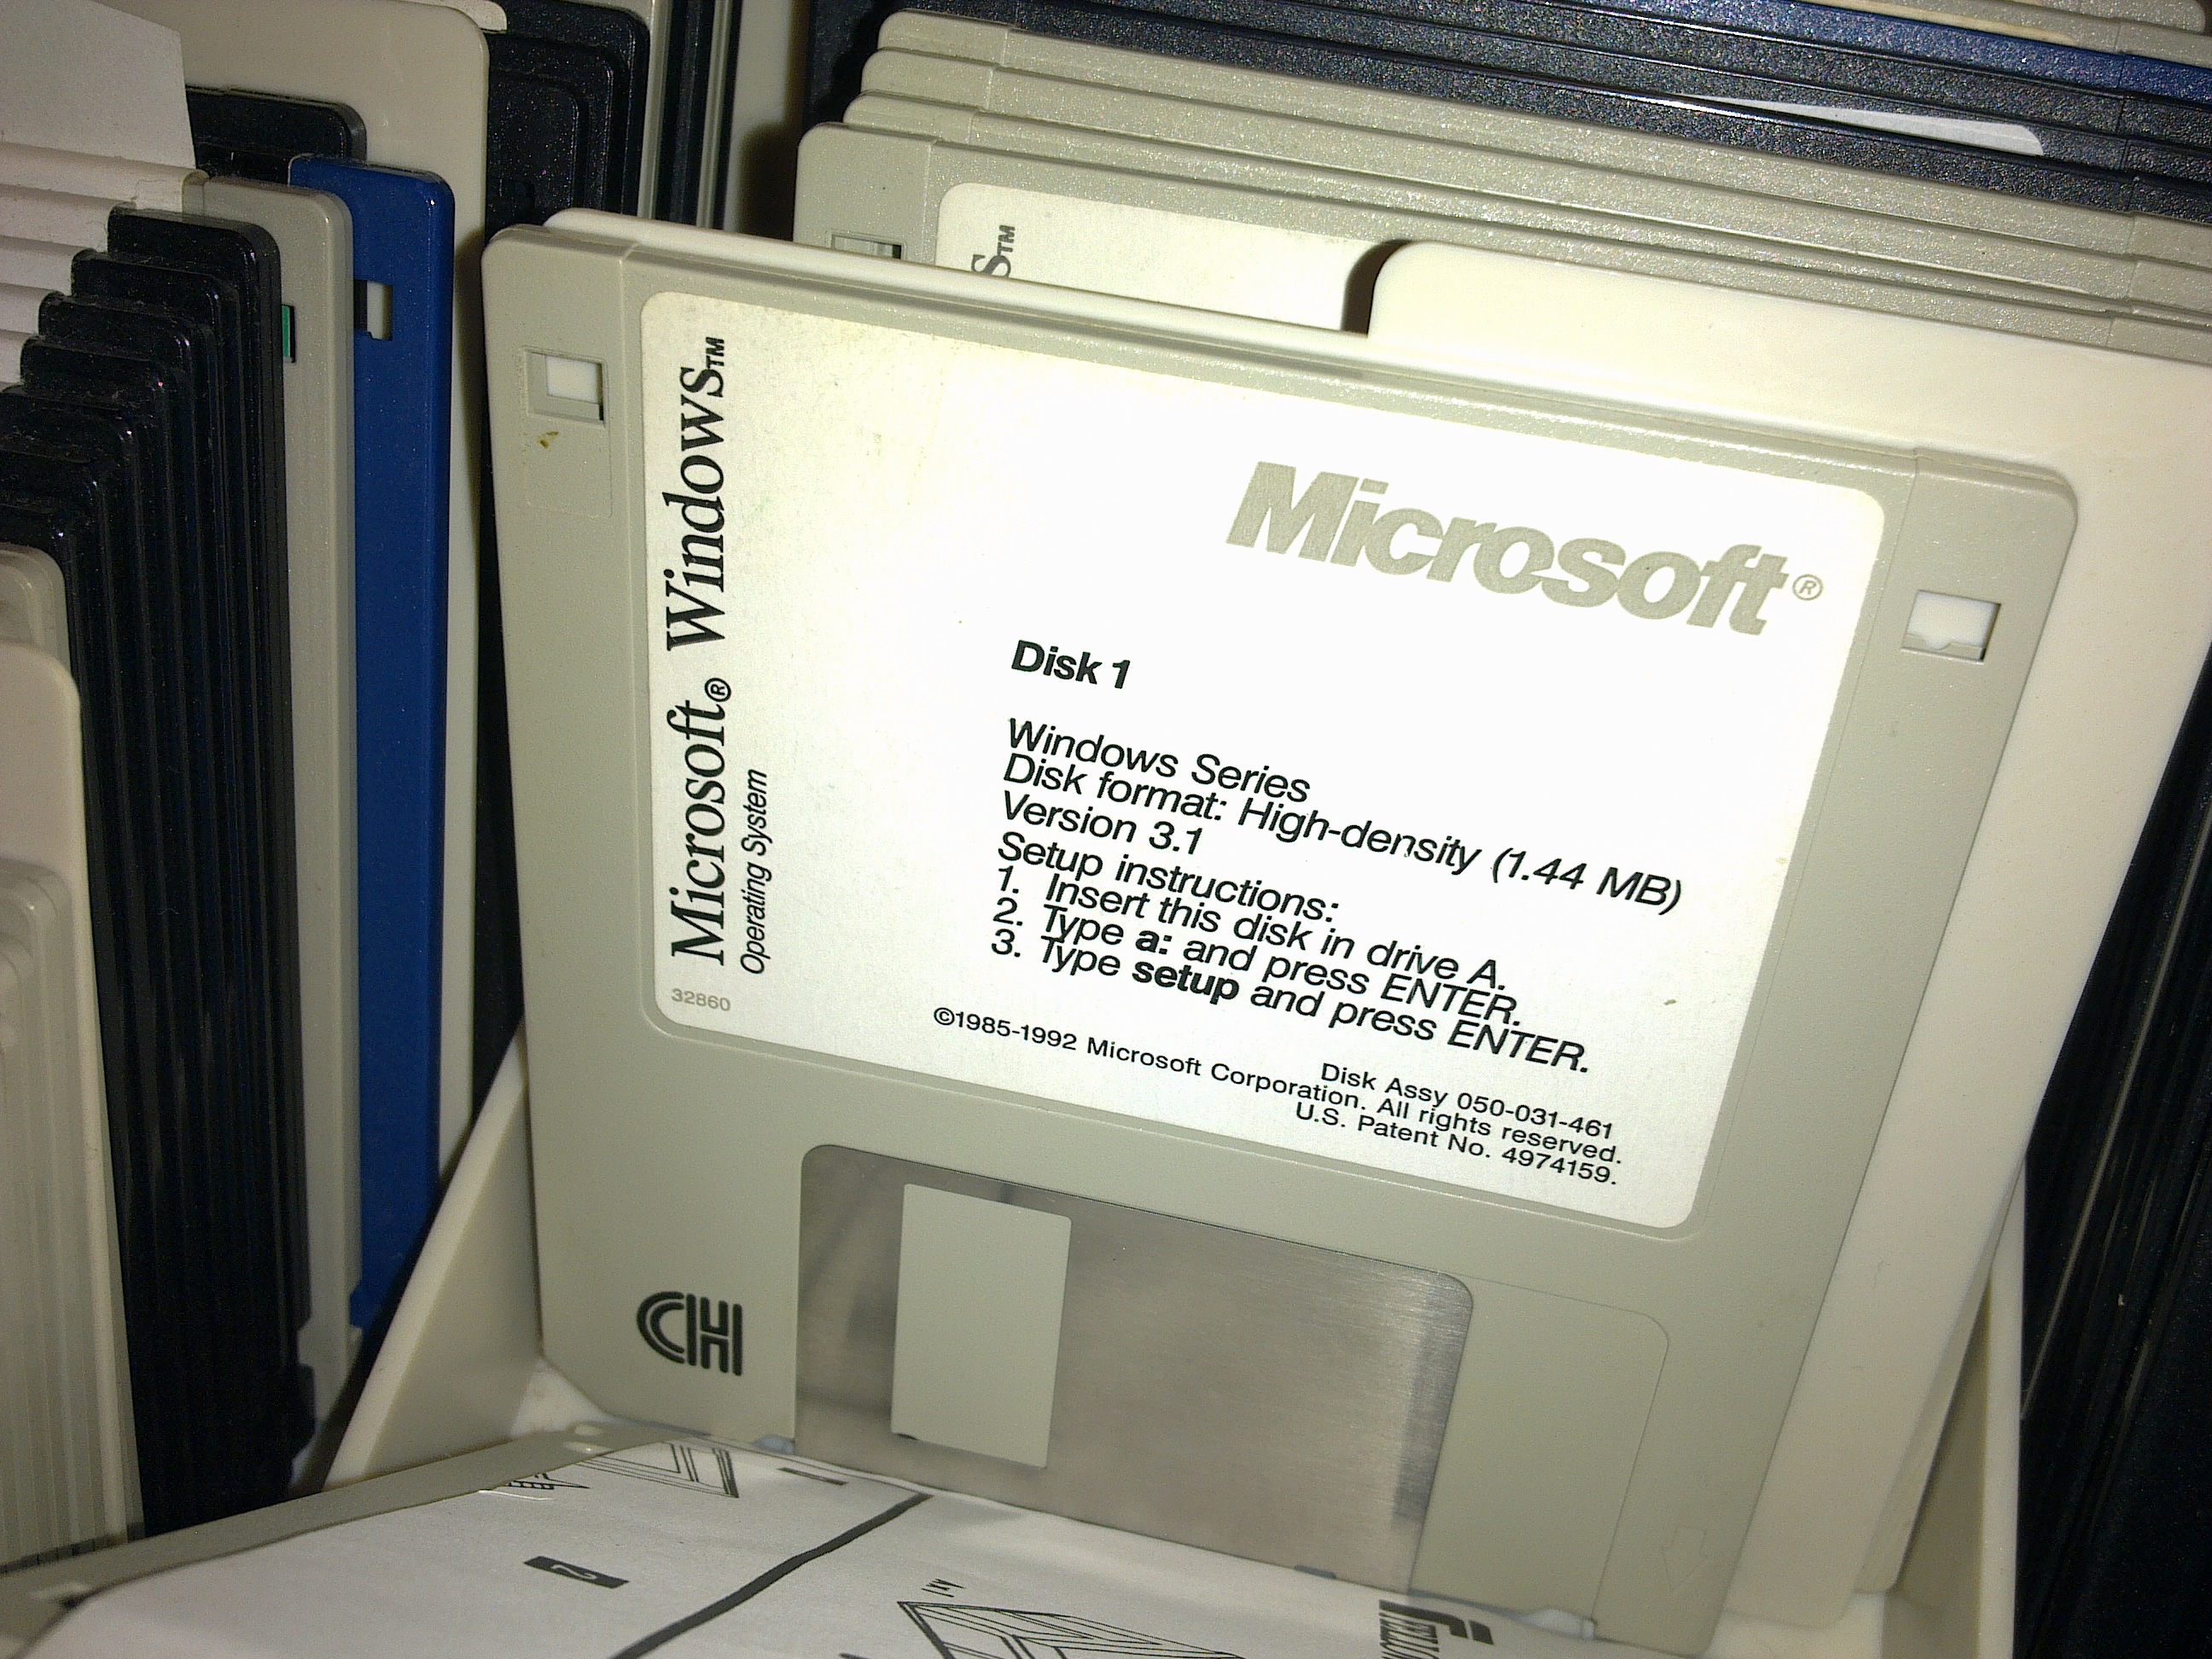 STM
Microsoft® WindowsTM
Operating System
32860
Microsoft®
Disk 1
Windows Series
Disk format: High-density (1.44 MB)
Version 3.1
Setup instructions:
1. Insert this disk in drive A.
2. Type a: and press ENTER.
3. Type setup and press ENTER.
Disk Assy 050-031-461
©1985-1992 Microsoft Corporation. All rights reserved.
U.S. Patent No. 4974159.
2